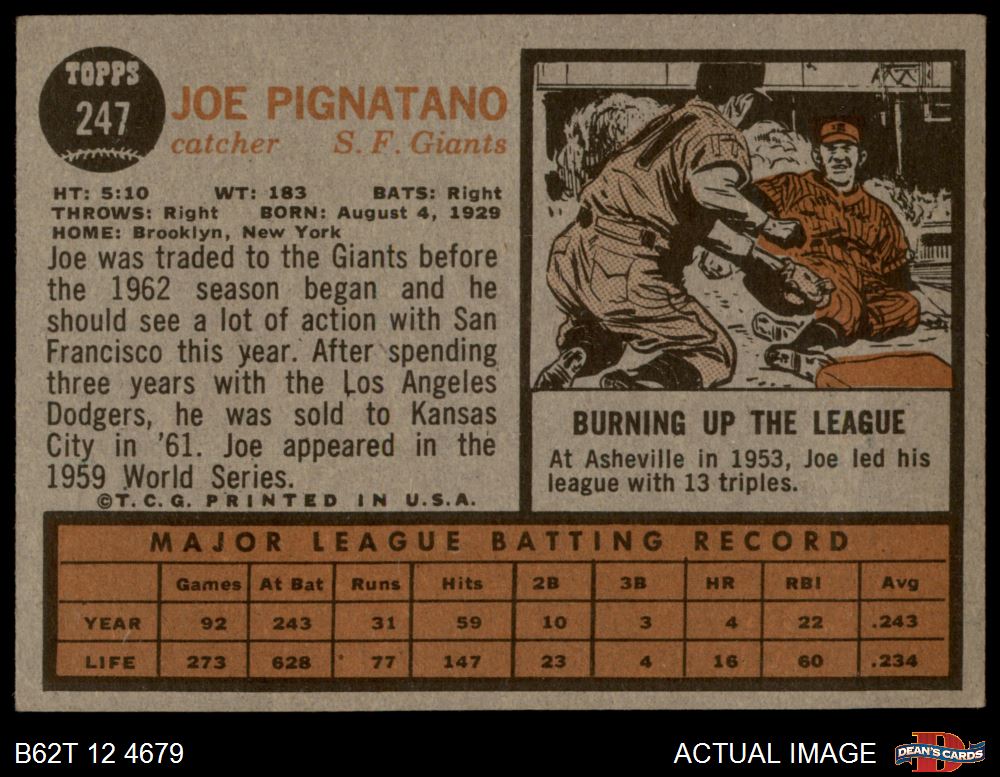 TOPPS
247
JOE PIGNATANO
catcher S. F. Giants
HT: 5:10 WT: 183 BATS: Right
THROWS: Right BORN: August 4, 1929
HOME: Brooklyn, New York
Joe was traded to the Giants before
the 1962 season began and he
should see a lot of action with San
Francisco this year. After spending
three years with the Los Angeles
Dodgers, he was sold to Kansas
City in '61. Joe appeared in the
1959 World Series.
©T.C.G. PRINTED IN U.S.A.
BURNING UP THE LEAGUE
At Asheville in 1953, Joe led his
league with 13 triples.
MAJOR LEAGUE BATTING RECORD
Games At Bat Runs Hits 2B 3B HR RBI Avg
YEAR 92 243 31 59 10 3 4 22 .243
LIFE 273 628 77 147 23 4 16 60 .234
B62T 12 4679 ACTUAL IMAGE DEAN'S CARDS